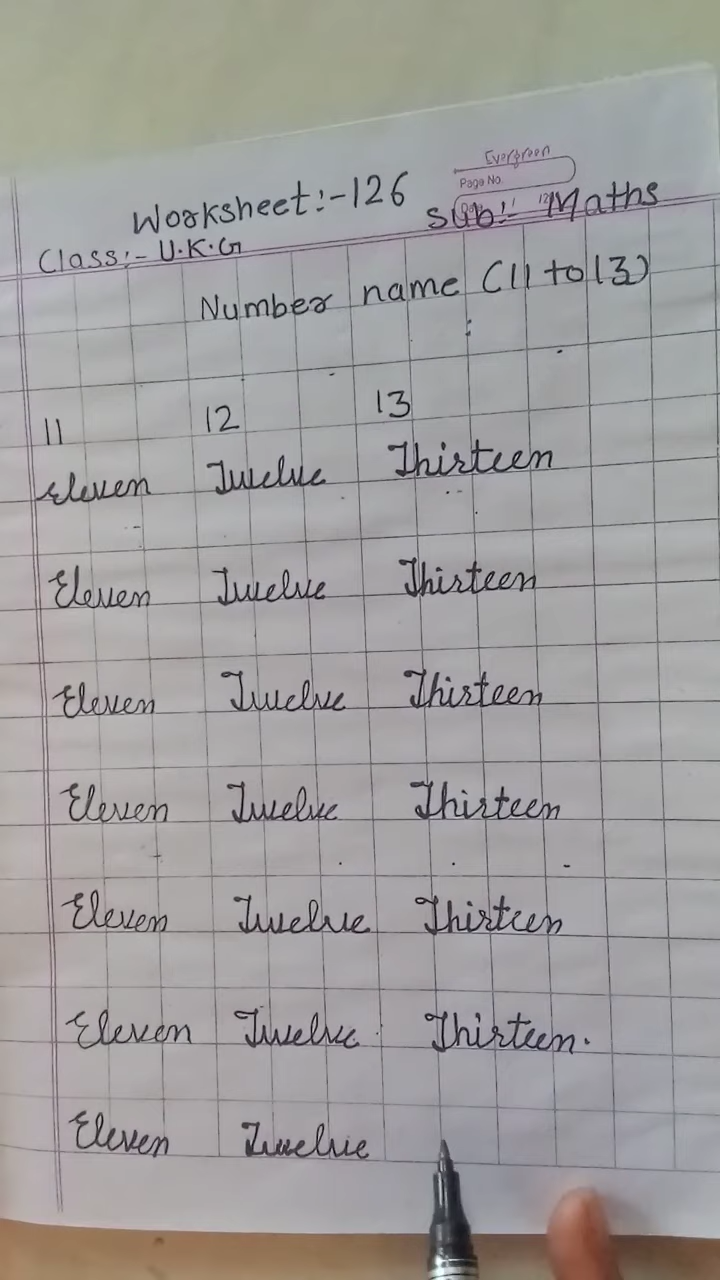 Evergreen
Page No.
Worksheet:-126
Sub:- Maths
Class:- U.K.G
Number name (11 to 13)
11 12 13
Eleven Twelve Thirteen
Eleven Twelve Thirteen
Eleven Twelve Thirteen
Eleven Twelve Thirteen
Eleven Twelve Thirteen
Eleven Twelve Thirteen.
Eleven Twelve